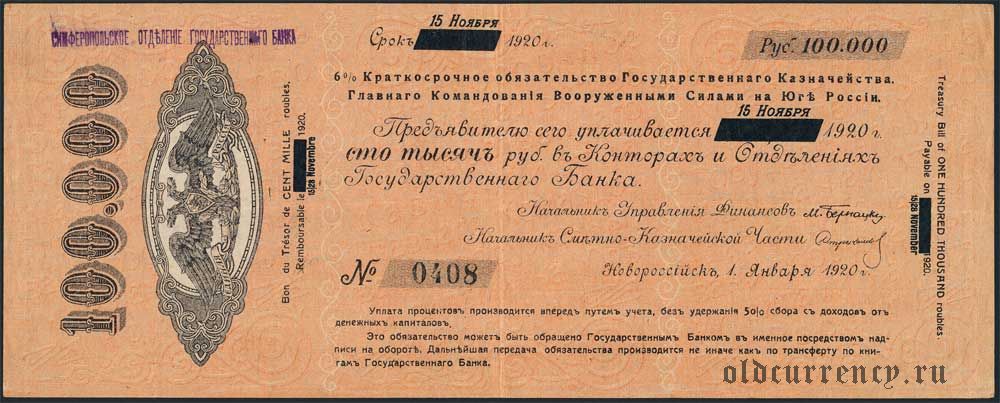 СИМФЕРОПОЛЬСКОЕ ОТДѢЛЕНІЕ ГОСУДАРСТВЕННАГО БАНКА
15 Ноября
Срокъ 1920 г.
Руб. 100.000
6% Краткосрочное обязательство Государственнаго Казначейства.
Главнаго Командованія Вооруженными Силами на Югѣ Россіи.
15 Ноября
Предъявителю сего уплачивается 1920 г.
сто тысячъ руб. въ Конторахъ и Отдѣленіяхъ
Государственнаго Банка.
Начальникъ Управленія Финансовъ М. Бернацкій
Начальникъ Смѣтно-Казначейской Части
№ 0408
Новороссійскъ, 1. Января 1920 г.
Уплата процентовъ производится впередъ путемъ учета, безъ удержанія 5% сбора съ доходовъ отъ
денежныхъ капиталовъ.
Это обязательство можетъ быть обращено Государственнымъ Банкомъ въ именное посредствомъ над-
писи на оборотѣ. Дальнѣйшая передача обязательства производится не иначе какъ по трансферту по кни-
гамъ Государственнаго Банка.
100.000
Bon du Trésor de CENT MILLE roubles.
Remboursable le 1920.
15/28 Novembre
Treasury Bill of ONE HUNDRED THOUSAND roubles.
Payable on 1920.
15/28 November
oldcurrency.ru